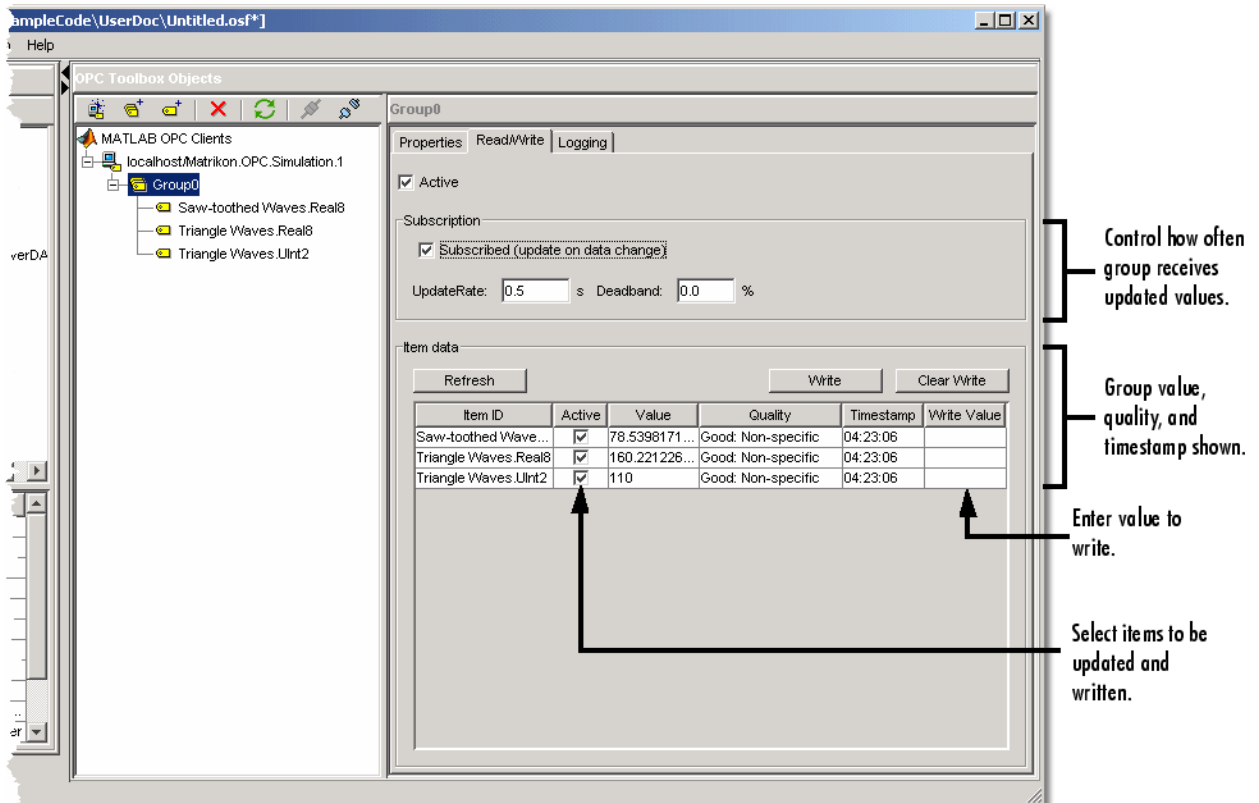 ampleCode\UserDoc\Untitled.osf*]
Help
OPC Toolbox Objects
Group0
MATLAB OPC Clients
localhost/Matrikon.OPC.Simulation.1
Group0
Saw-toothed Waves.Real8
Triangle Waves.Real8
Triangle Waves.UInt2
verDA
er
Properties Read/Write Logging
Active
Subscription
Subscribed (update on data change)
UpdateRate: 0.5 s Deadband: 0.0 %
Item data
Refresh Write Clear Write
Item ID Active Value Quality Timestamp Write Value
Saw-toothed Wave... 78.5398171... Good: Non-specific 04:23:06
Triangle Waves.Real8 160.221226... Good: Non-specific 04:23:06
Triangle Waves.UInt2 110 Good: Non-specific 04:23:06
Control how often
group receives
updated values.
Group value,
quality, and
timestamp shown.
Enter value to
write.
Select items to be
updated and
written.